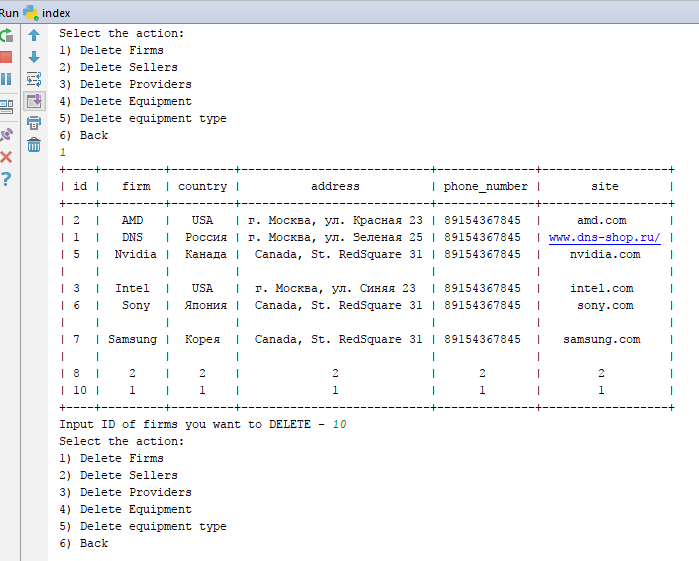 Run index
Select the action:
1) Delete Firms
2) Delete Sellers
3) Delete Providers
4) Delete Equipment
5) Delete equipment type
6) Back
1
+----+---------+---------+--------------------------+--------------+------------------+
| id | firm | country | address | phone_number | site |
+----+---------+---------+--------------------------+--------------+------------------+
| 2 | AMD | USA | г. Москва, ул. Красная 23 | 89154367845 | amd.com |
| 1 | DNS | Россия | г. Москва, ул. Зеленая 25 | 89154367845 | www.dns-shop.ru/ |
| 5 | Nvidia | Канада | Canada, St. RedSquare 31 | 89154367845 | nvidia.com |
| | | | | | |
| 3 | Intel | USA | г. Москва, ул. Синяя 23 | 89154367845 | intel.com |
| 6 | Sony | Япония | Canada, St. RedSquare 31 | 89154367845 | sony.com |
| | | | | | |
| 7 | Samsung | Корея | Canada, St. RedSquare 31 | 89154367845 | samsung.com |
| | | | | | |
| 8 | 2 | 2 | 2 | 2 | 2 |
| 10 | 1 | 1 | 1 | 1 | 1 |
+----+---------+---------+--------------------------+--------------+------------------+
Input ID of firms you want to DELETE - 10
Select the action:
1) Delete Firms
2) Delete Sellers
3) Delete Providers
4) Delete Equipment
5) Delete equipment type
6) Back